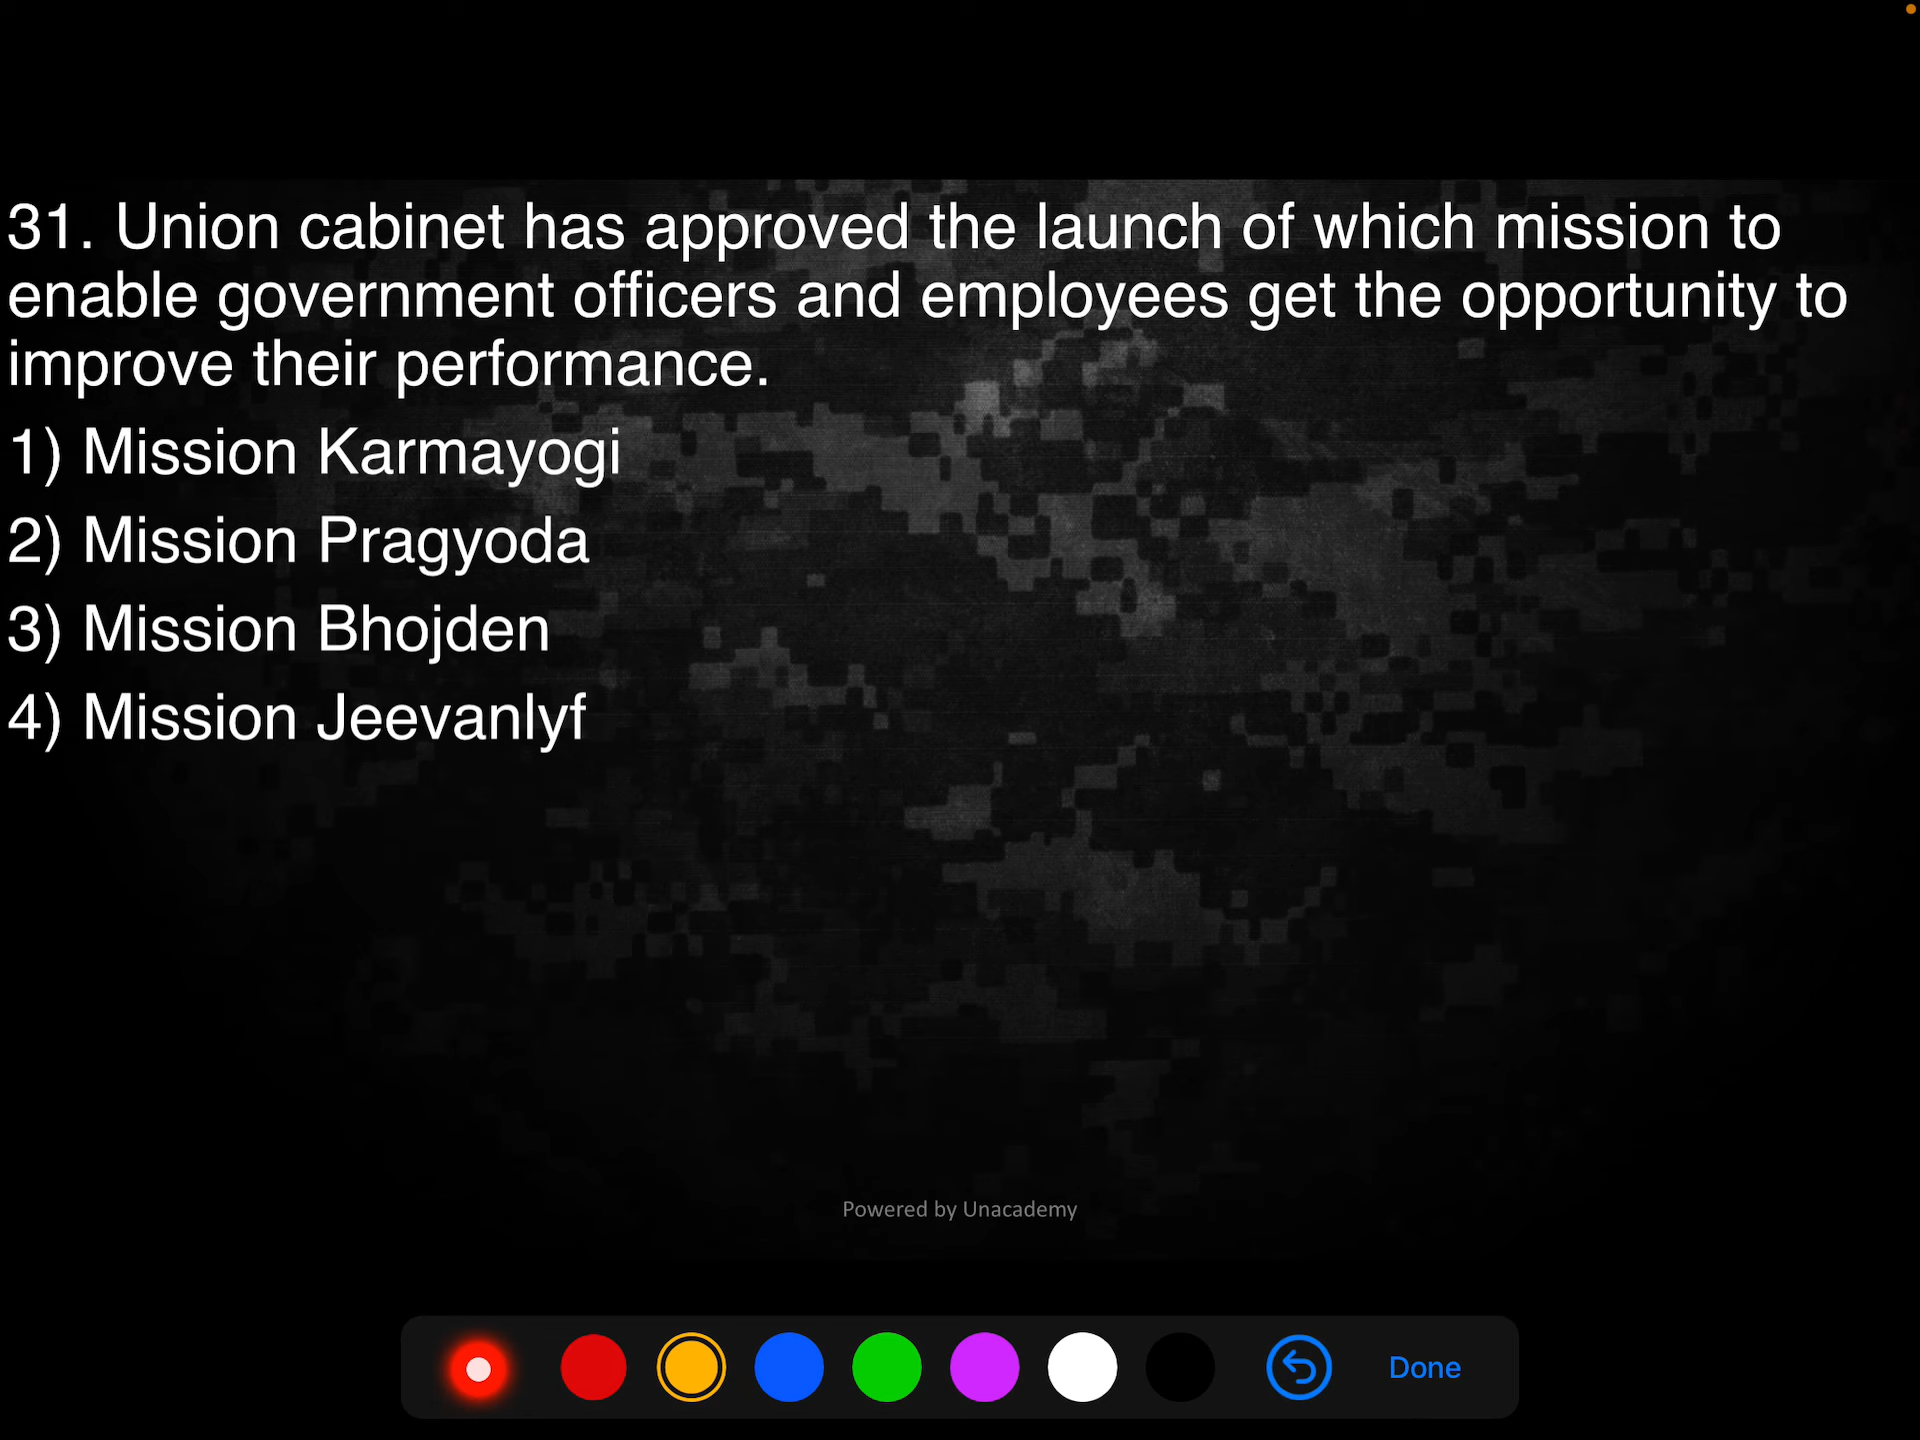 31. Union cabinet has approved the launch of which mission to
enable government officers and employees get the opportunity to
improve their performance.
1) Mission Karmayogi
2) Mission Pragyoda
3) Mission Bhojden
4) Mission Jeevanlyf
Powered by Unacademy
Done